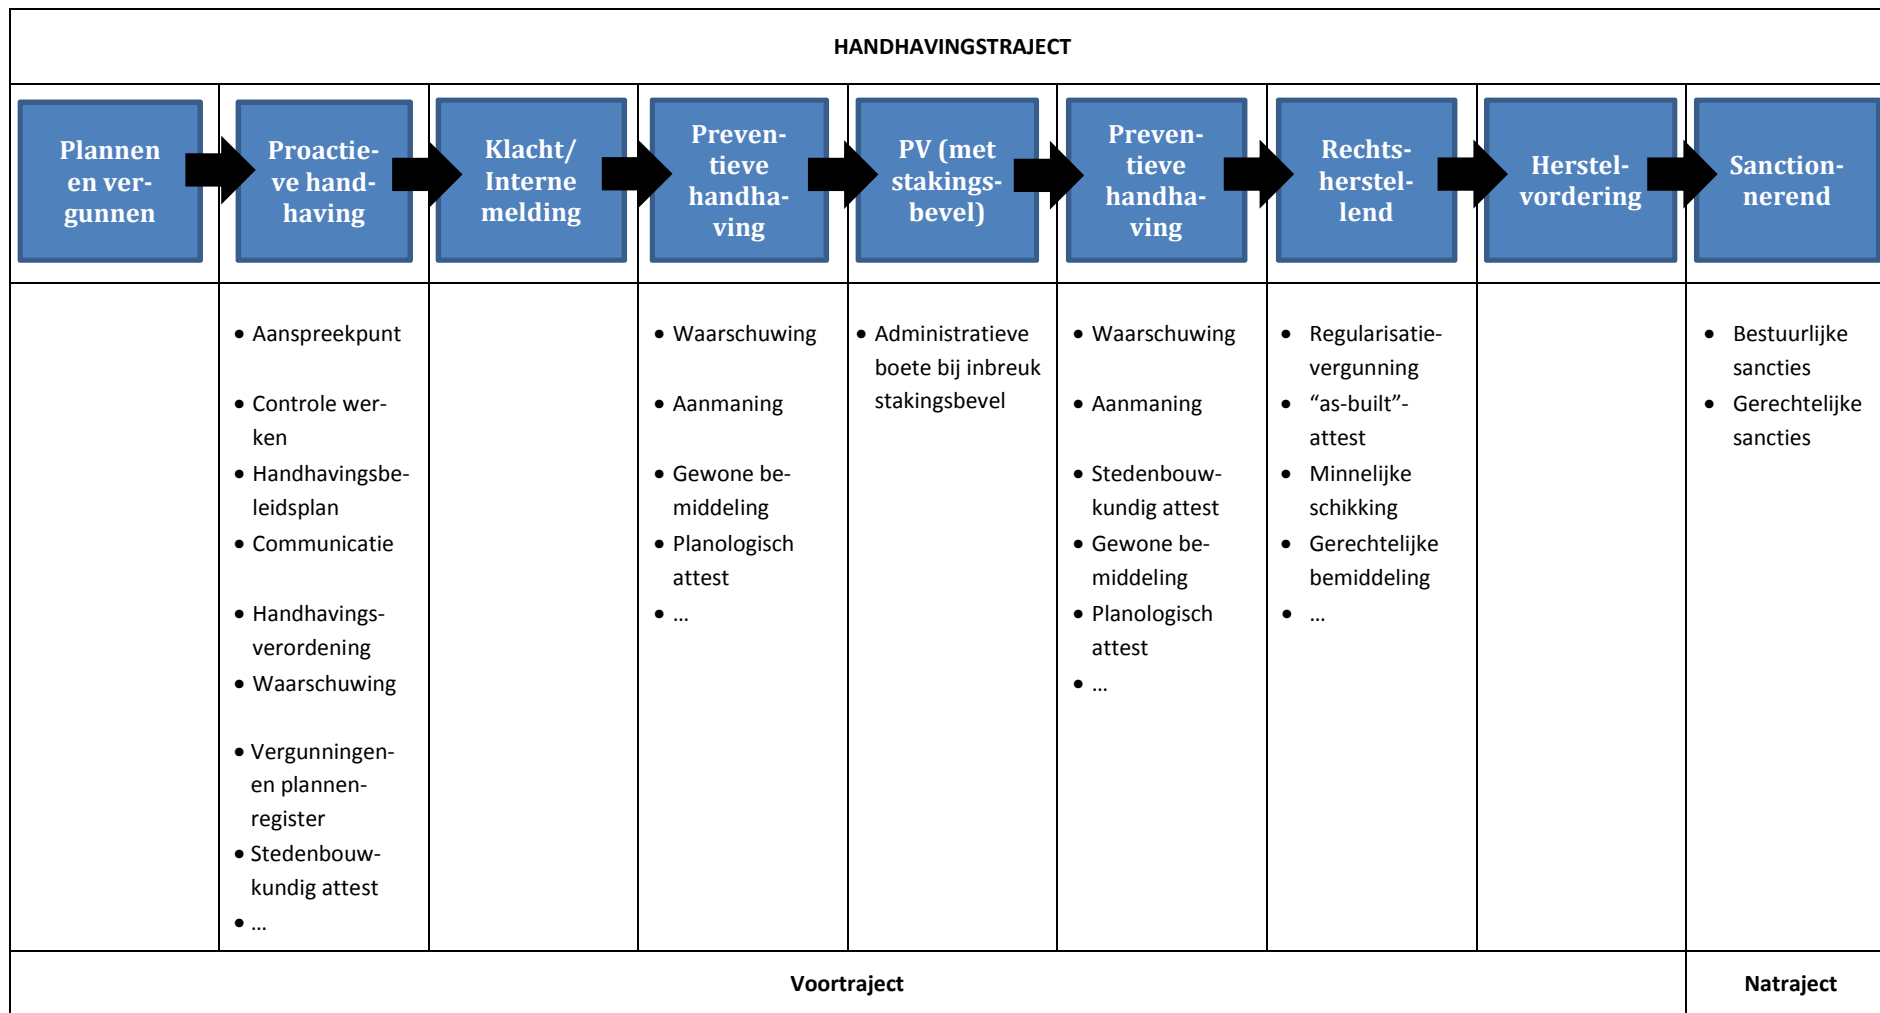 HANDHAVINGSTRAJECT
Plannen
en ver-
gunnen
Proactie-
ve hand-
having
Klacht/
Interne
melding
Preven-
tieve
handha-
ving
PV (met
stakings-
bevel)
Preven-
tieve
handha-
ving
Rechts-
herstel-
lend
Herstel-
vordering
Sanction-
nerend
• Aanspreekpunt
• Controle wer-
ken
• Handhavingsbe-
leidsplan
• Communicatie
• Handhavings-
verordening
• Waarschuwing
• Vergunningen-
en plannen-
register
• Stedenbouw-
kundig attest
• ...
• Waarschuwing
• Aanmaning
• Gewone be-
middeling
• Planologisch
attest
• ...
• Administratieve
boete bij inbreuk
stakingsbevel
• Waarschuwing
• Aanmaning
• Stedenbouw-
kundig attest
• Gewone be-
middeling
• Planologisch
attest
• ...
• Regularisatie-
vergunning
• “as-built”-
attest
• Minnelijke
schikking
• Gerechtelijke
bemiddeling
• ...
• Bestuurlijke
sancties
• Gerechtelijke
sancties
Voortraject
Natraject